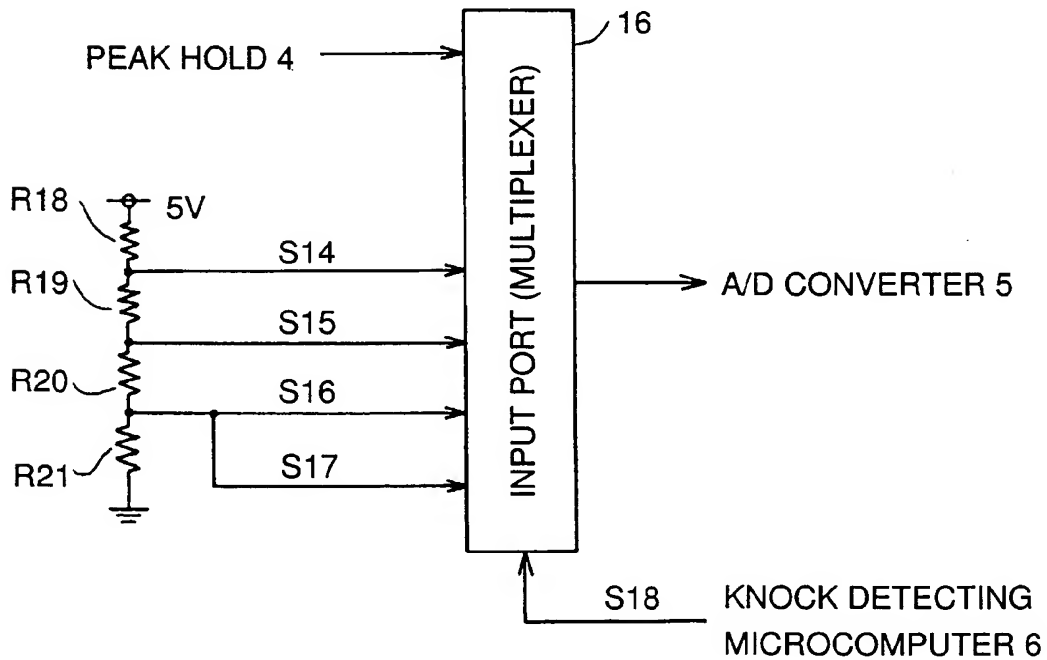 16
PEAK HOLD 4
INPUT PORT (MULTIPLEXER)
R18
5V
S14
R19
A/D CONVERTER 5
S15
R20
S16
R21
S17
S18
KNOCK DETECTING
MICROCOMPUTER 6